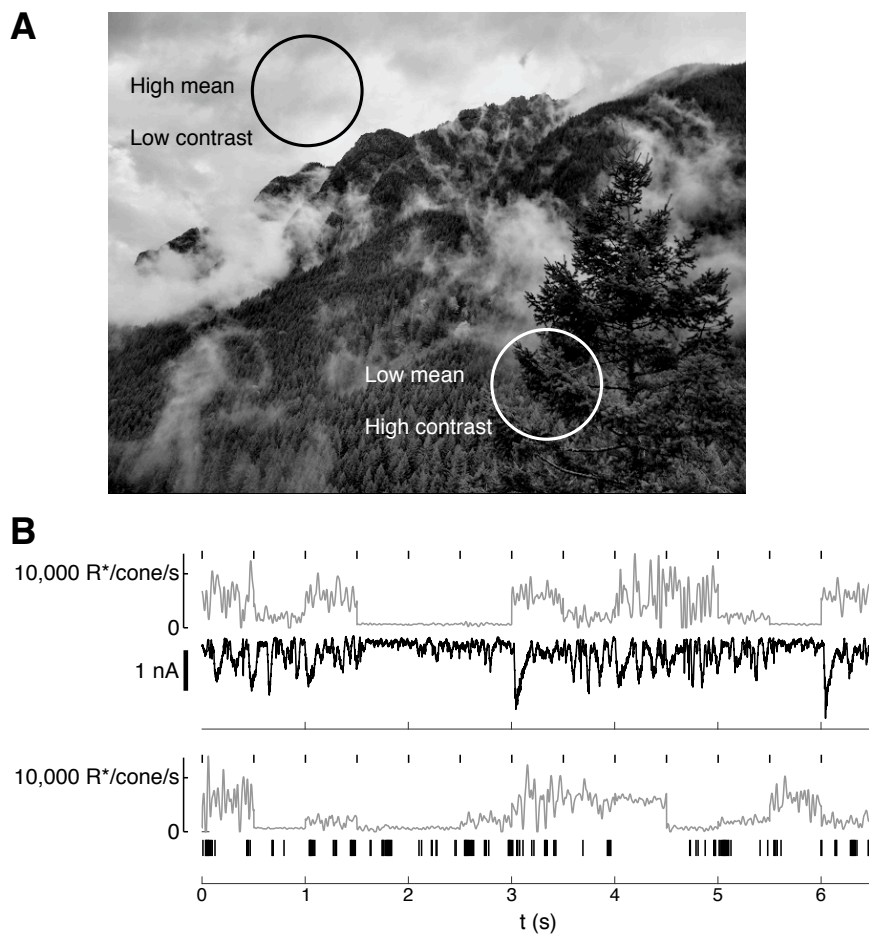 A
High mean
Low contrast
Low mean
High contrast
B
10,000 R*/cone/s
0
1 nA
10,000 R*/cone/s
0
0 1 2 3 4 5 6
t (s)